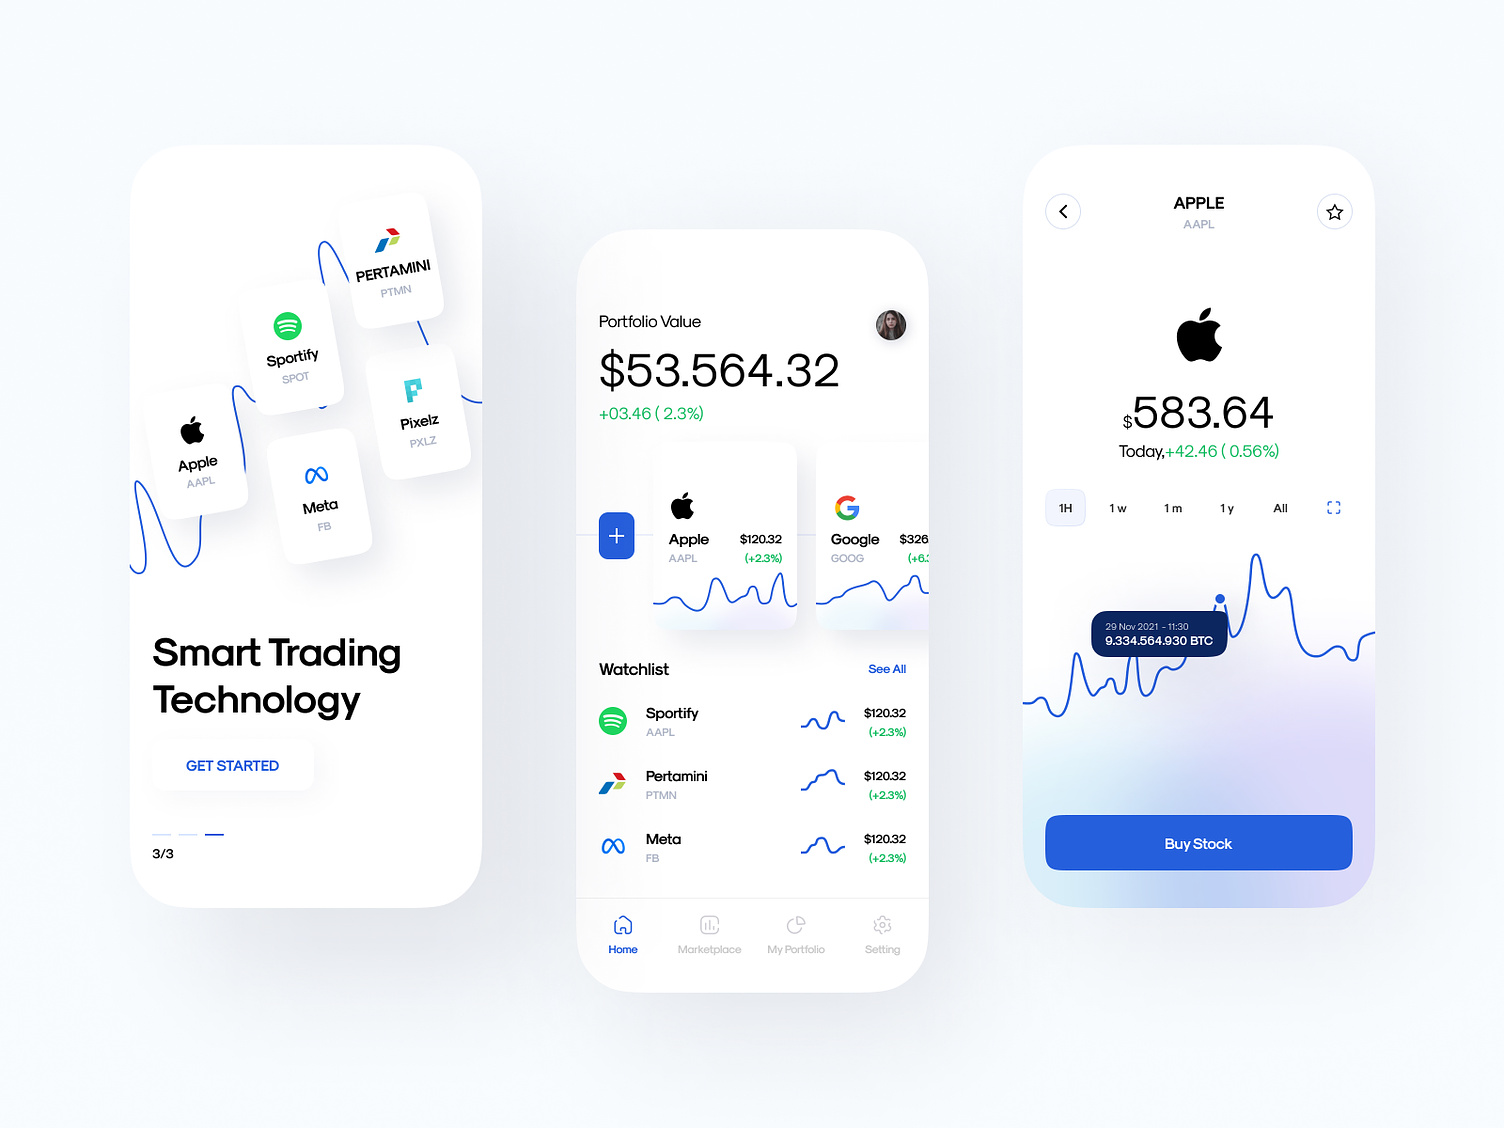 PERTAMINI
PTMN
Sportify
SPOT
Apple
AAPL
Pixelz
PXLZ
Meta
FB
Smart Trading
Technology
GET STARTED
3/3
Portfolio Value
$53.564.32
+03.46 ( 2.3%)
Apple $120.32
AAPL (+2.3%)
Google $326
GOOG (+6.
Watchlist See All
Sportify $120.32
AAPL (+2.3%)
Pertamini $120.32
PTMN (+2.3%)
Meta $120.32
FB (+2.3%)
Home Marketplace My Portfolio Setting
APPLE
AAPL
$583.64
Today,+42.46 ( 0.56%)
1H 1 w 1 m 1 y All
29 Nov 2021 - 11:30
9.334.564.930 BTC
Buy Stock